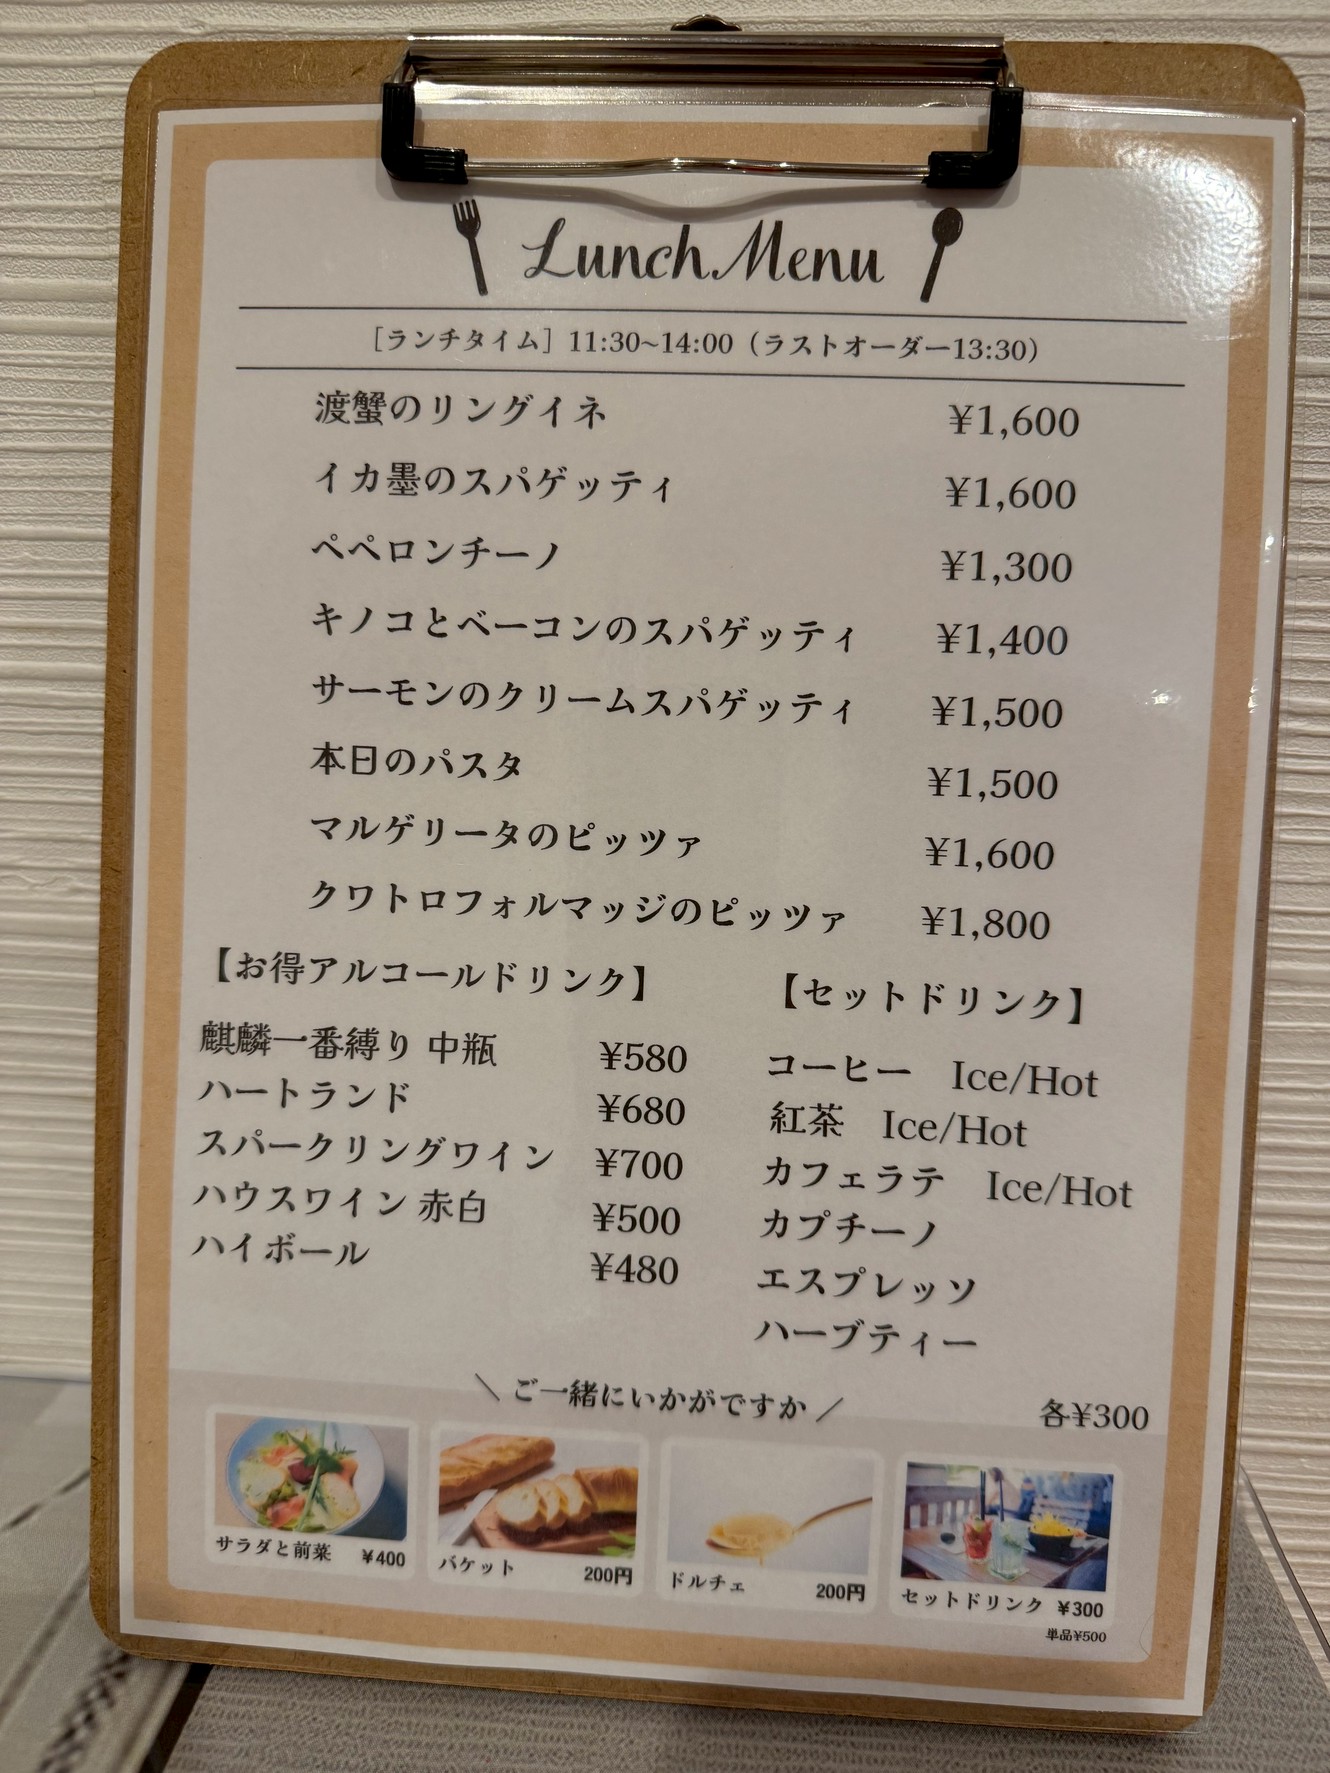 Lunch Menu
[ランチタイム] 11:30~14:00（ラストオーダー13:30）
渡蟹のリングイネ ¥1,600
イカ墨のスパゲッティ ¥1,600
ペペロンチーノ ¥1,300
キノコとベーコンのスパゲッティ ¥1,400
サーモンのクリームスパゲッティ ¥1,500
本日のパスタ ¥1,500
マルゲリータのピッツァ ¥1,600
クワトロフォルマッジのピッツァ ¥1,800
【お得アルコールドリンク】
麒麟一番縛り 中瓶 ¥580
ハートランド ¥680
スパークリングワイン ¥700
ハウスワイン 赤白 ¥500
ハイボール ¥480
【セットドリンク】
コーヒー Ice/Hot
紅茶 Ice/Hot
カフェラテ Ice/Hot
カプチーノ
エスプレッソ
ハーブティー
各¥300
＼ ご一緒にいかがですか ／
サラダと前菜 ¥400
バケット 200円
ドルチェ 200円
セットドリンク ¥300
単品¥500